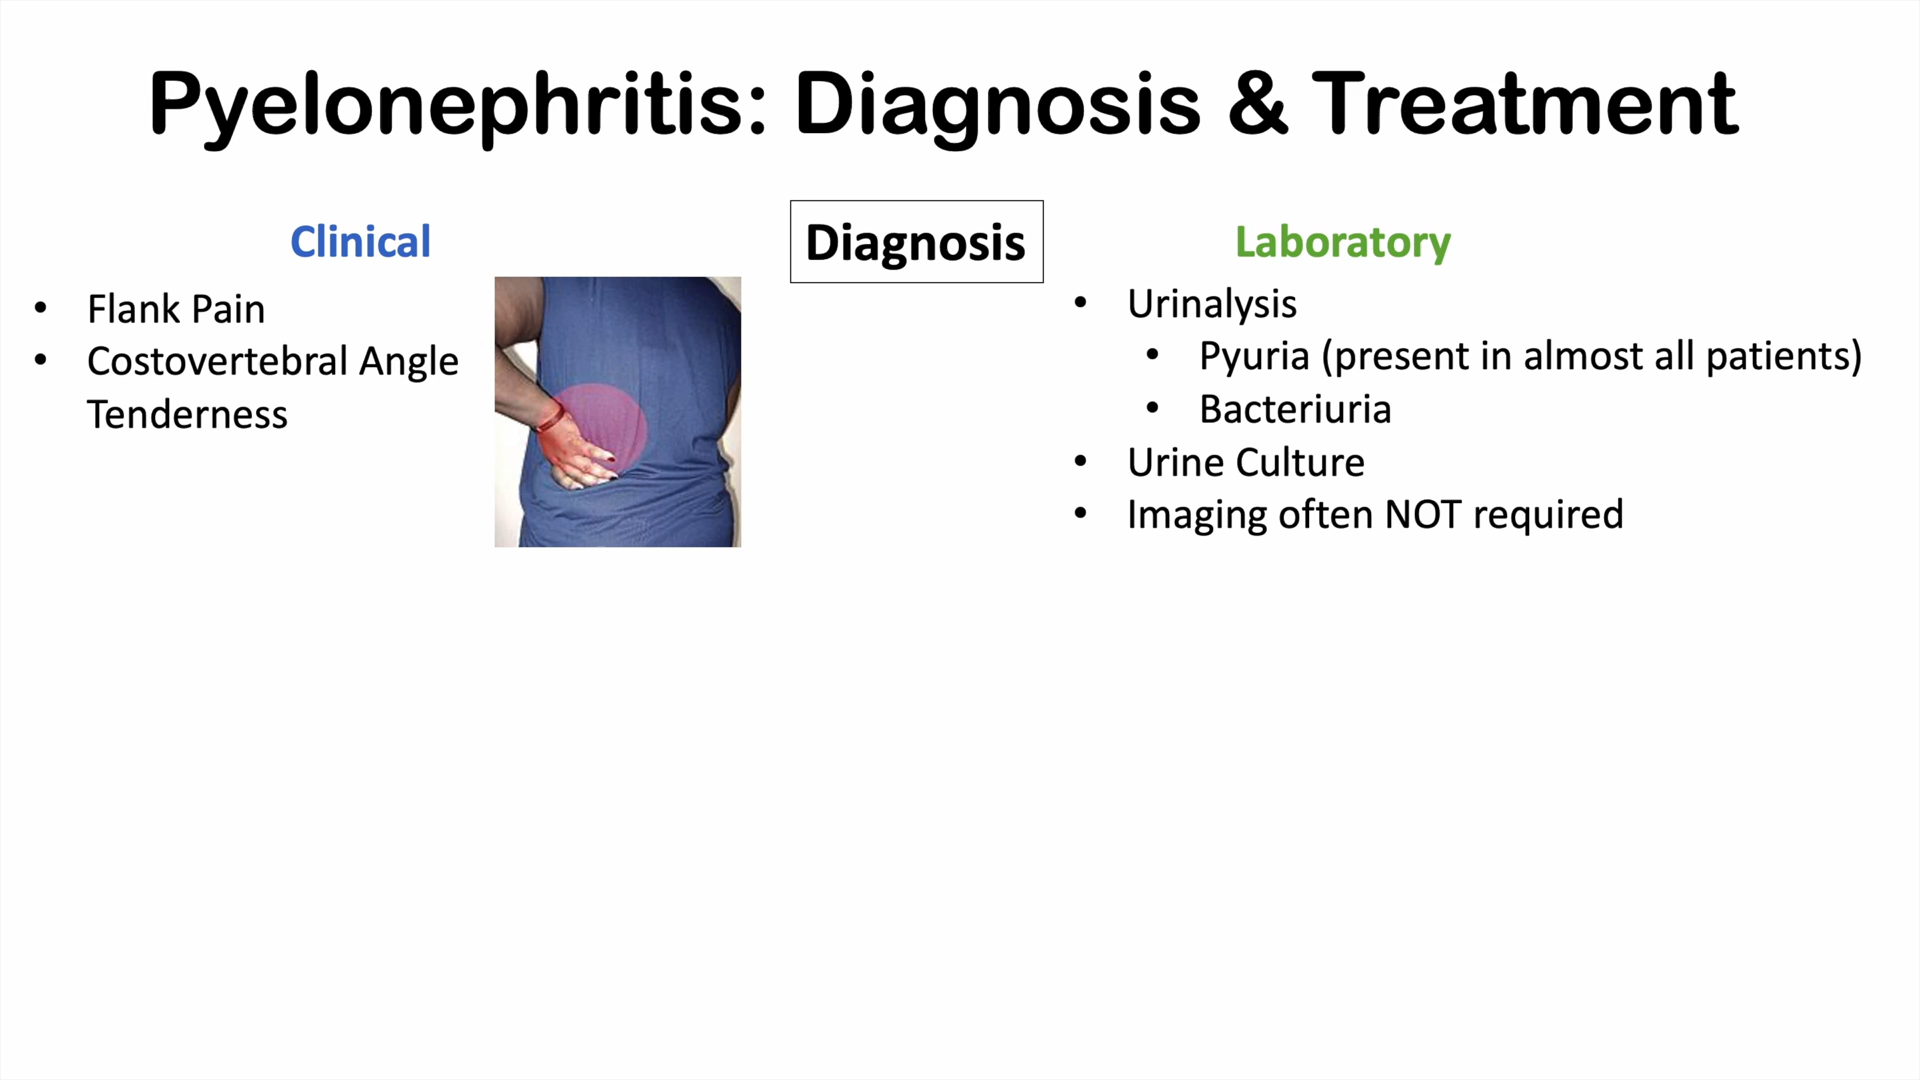 Pyelonephritis: Diagnosis & Treatment
Diagnosis
Clinical
• Flank Pain
• Costovertebral Angle
Tenderness
Laboratory
• Urinalysis
• Pyuria (present in almost all patients)
• Bacteriuria
• Urine Culture
• Imaging often NOT required